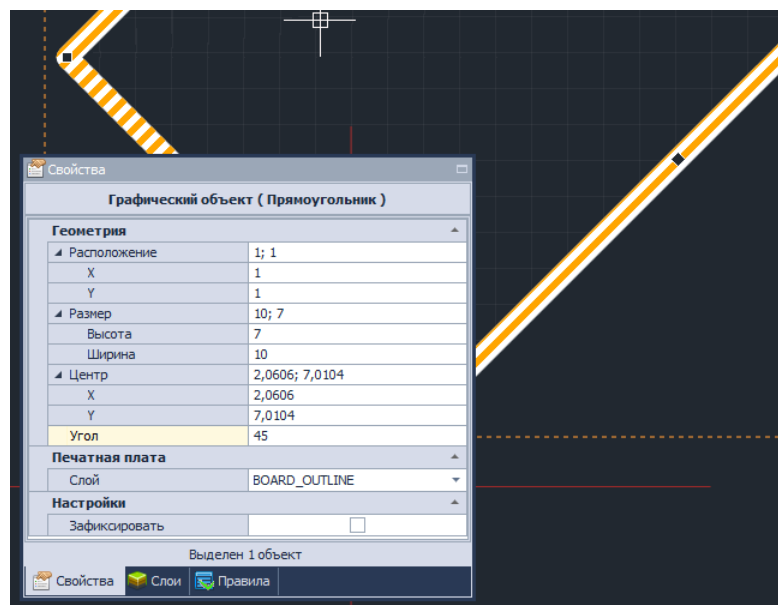 Свойства
Графический объект ( Прямоугольник )
Геометрия
Расположение 1; 1
X 1
Y 1
Размер 10; 7
Высота 7
Ширина 10
Центр 2,0606; 7,0104
X 2,0606
Y 7,0104
Угол 45
Печатная плата
Слой BOARD_OUTLINE
Настройки
Зафиксировать
Выделен 1 объект
Свойства Слои Правила